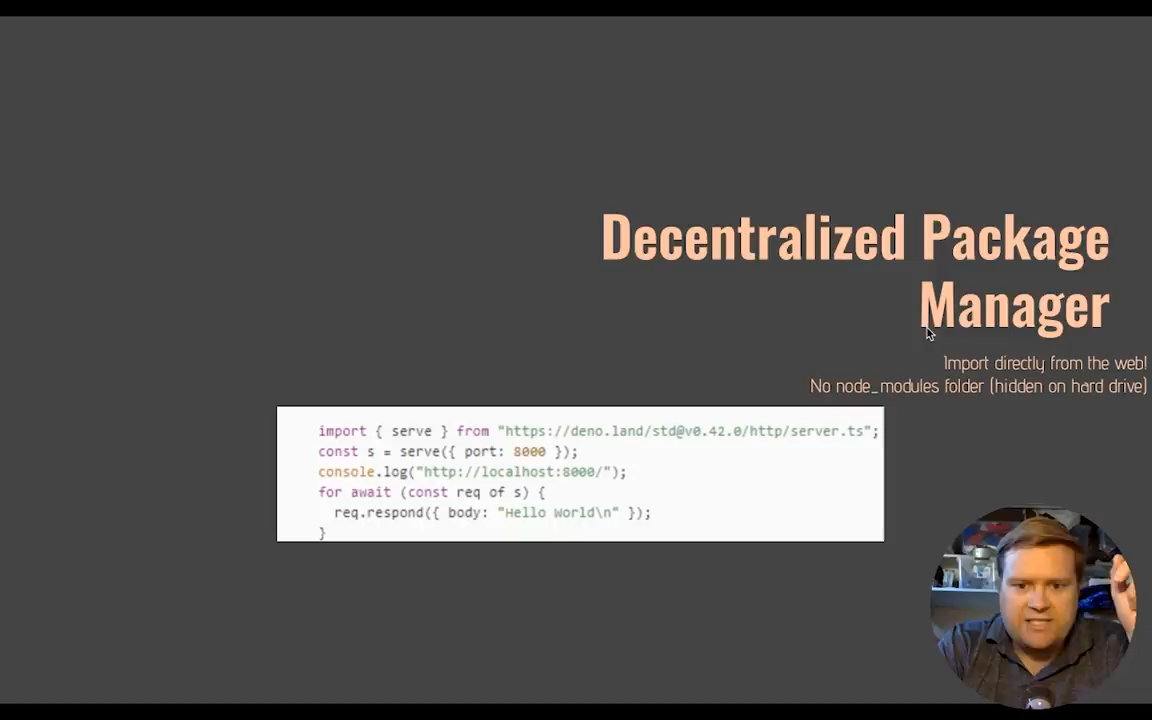 Decentralized Package
Manager
Import directly from the web!
No node_modules folder (hidden on hard drive)
import { serve } from "https://deno.land/std@v0.42.0/http/server.ts";
const s = serve({ port: 8000 });
console.log("http://localhost:8000/");
for await (const req of s) {
req.respond({ body: "Hello World\n" });
}